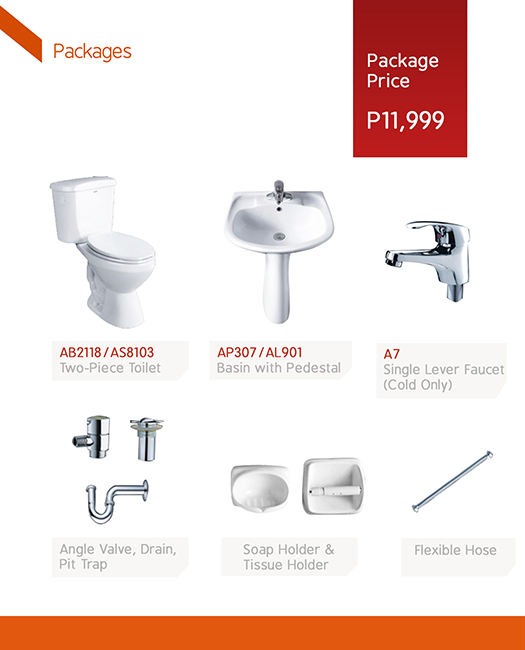 Packages
Package
Price
P11,999
AB2118/AS8103
Two-Piece Toilet
AP307/AL901
Basin with Pedestal
A7
Single Lever Faucet
(Cold Only)
Angle Valve, Drain,
Pit Trap
Soap Holder &
Tissue Holder
Flexible Hose